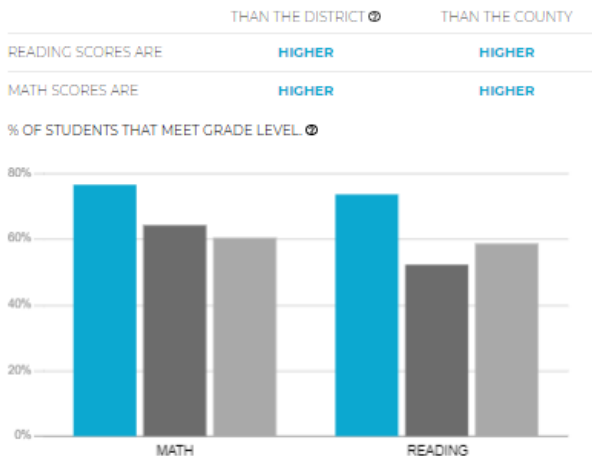 THAN THE DISTRICT ? THAN THE COUNTY
READING SCORES ARE HIGHER HIGHER
MATH SCORES ARE HIGHER HIGHER
% OF STUDENTS THAT MEET GRADE LEVEL. ?
80%
60%
40%
20%
0%
MATH READING